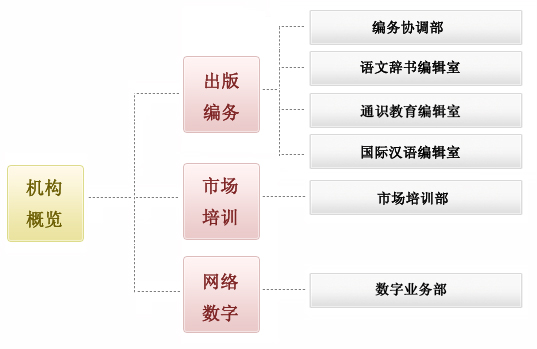 机构
概览
出版
编务
编务协调部
语文辞书编辑室
通识教育编辑室
国际汉语编辑室
市场
培训
市场培训部
网络
数字
数字业务部